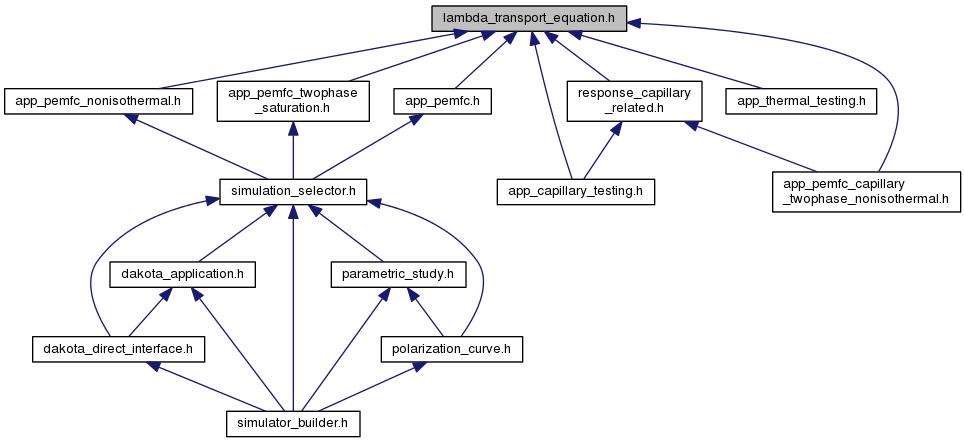 lambda_transport_equation.h
app_pemfc_nonisothermal.h
app_pemfc_twophase
_saturation.h
app_pemfc.h
response_capillary
_related.h
app_thermal_testing.h
simulation_selector.h
app_capillary_testing.h
app_pemfc_capillary
_twophase_nonisothermal.h
dakota_application.h
parametric_study.h
dakota_direct_interface.h
polarization_curve.h
simulator_builder.h